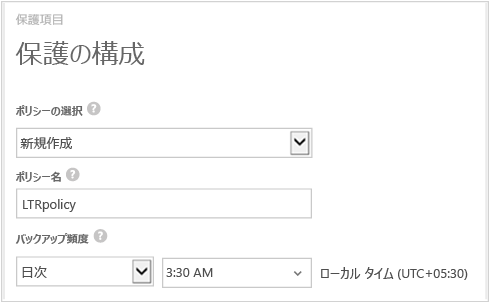 保護項目
保護の構成
ポリシーの選択 ?
新規作成
ポリシー名 ?
LTRpolicy
バックアップ頻度 ?
日次 3:30 AM ローカル タイム (UTC+05:30)